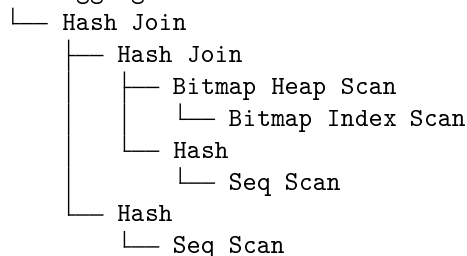 └── Hash Join
    ├── Hash Join
    │   ├── Bitmap Heap Scan
    │   │   └── Bitmap Index Scan
    │   └── Hash
    │       └── Seq Scan
    └── Hash
        └── Seq Scan